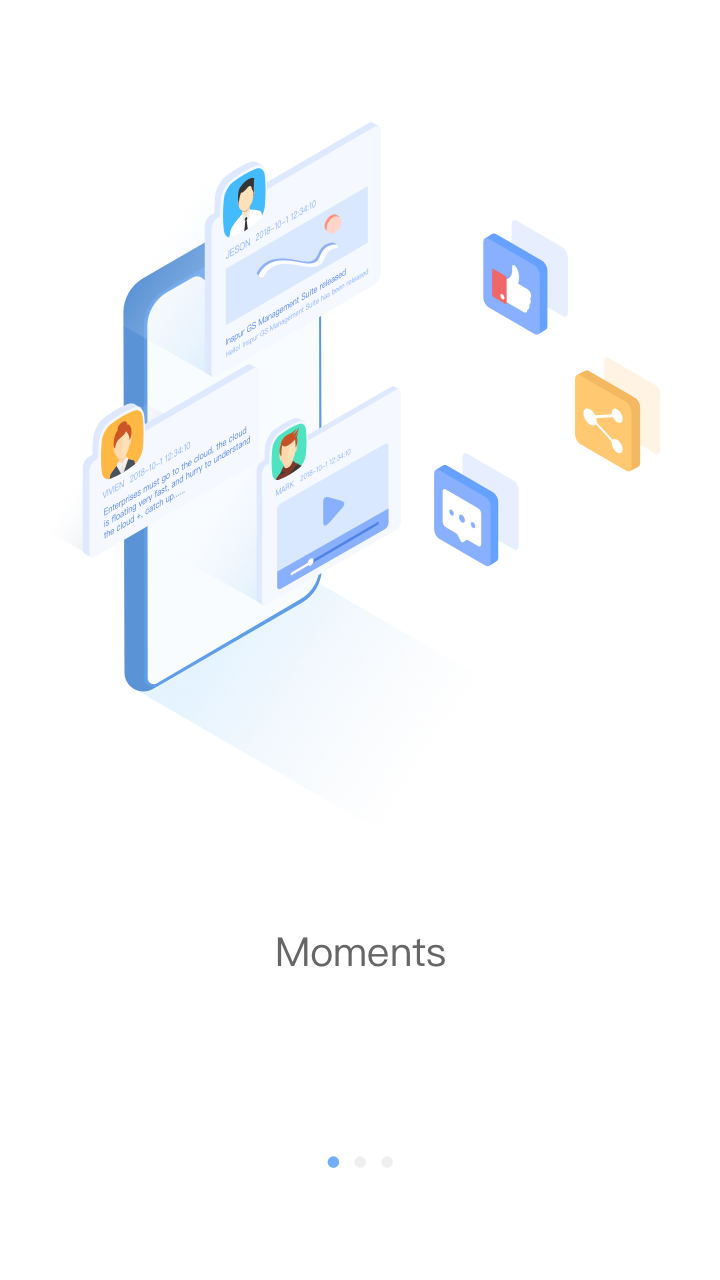 JESON 2018-10-1 12:34:10
Inspur GS Management Suite released
Hello! Inspur GS Management Suite has been released
VIVIEN 2018-10-1 12:34:10
Enterprises must go to the cloud, the cloud
is floating very fast, and hurry to understand
the cloud +, catch up......
MARK 2018-10-1 12:34:10
Moments